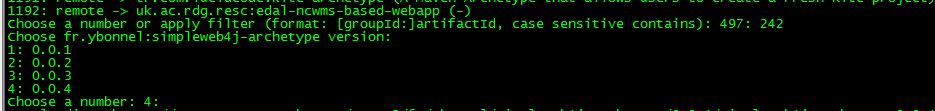 1192: remote -> uk.ac.rdg.resc:edal-ncwms-based-webapp (-)
Choose a number or apply filter (format: [groupId:]artifactId, case sensitive contains): 497: 242
Choose fr.ybonnel:simpleweb4j-archetype version:
1: 0.0.1
2: 0.0.2
3: 0.0.3
4: 0.0.4
Choose a number: 4: